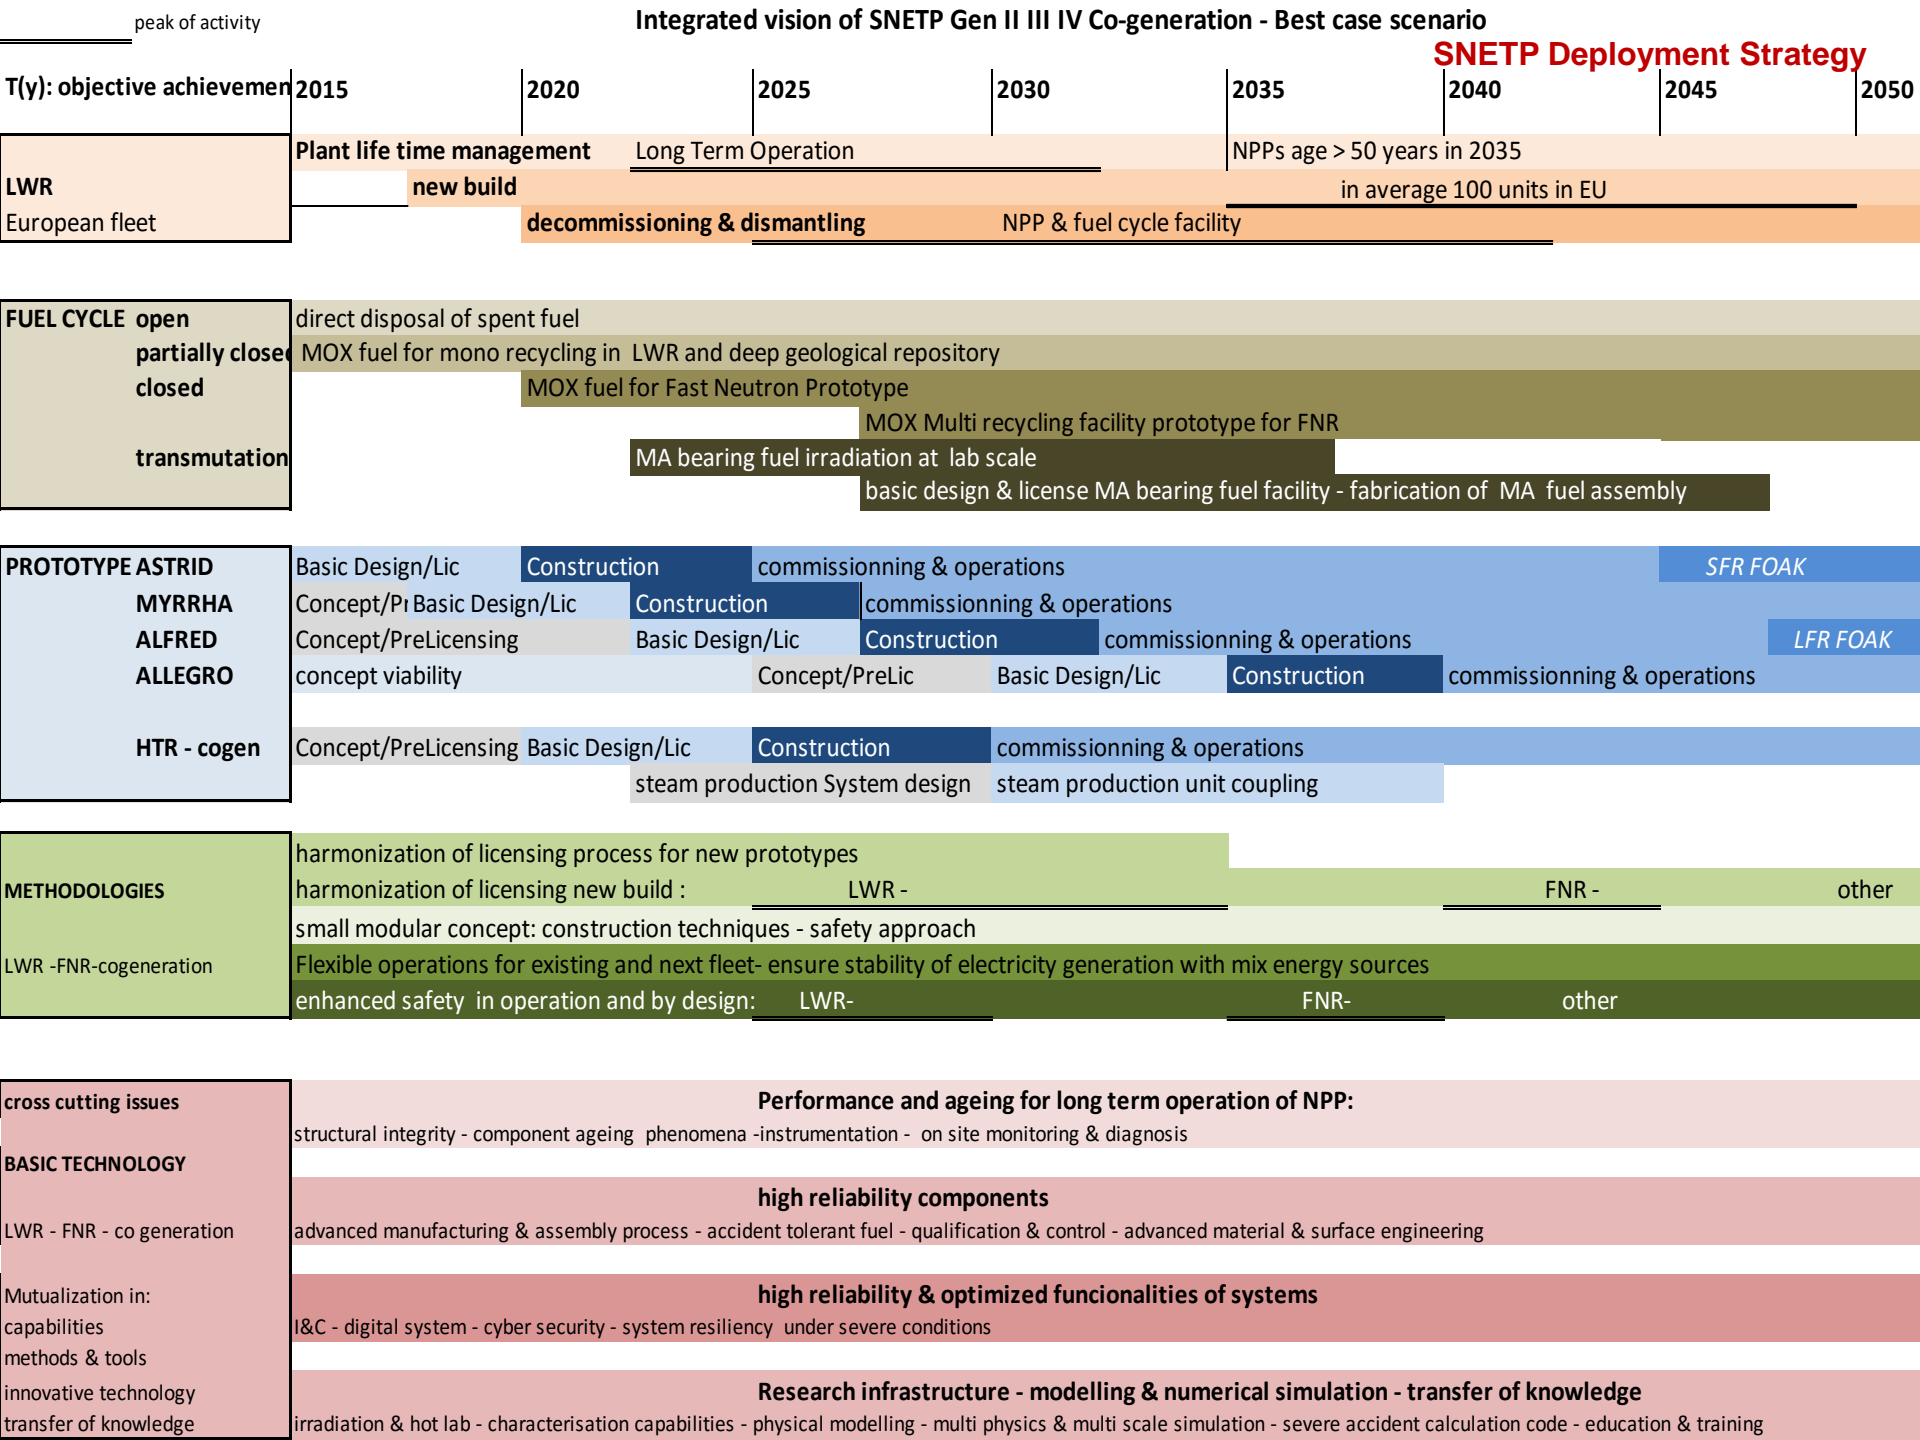 peak of activity
Integrated vision of SNETP Gen II III IV Co-generation - Best case scenario
SNETP Deployment Strategy
T(y): objective achievemen 2015 2020 2025 2030 2035 2040 2045 2050
Plant life time management Long Term Operation NPPs age > 50 years in 2035
LWR new build in average 100 units in EU
European fleet decommissioning & dismantling NPP & fuel cycle facility
FUEL CYCLE open direct disposal of spent fuel
partially close MOX fuel for mono recycling in LWR and deep geological repository
closed MOX fuel for Fast Neutron Prototype
MOX Multi recycling facility prototype for FNR
transmutation MA bearing fuel irradiation at lab scale
basic design & license MA bearing fuel facility - fabrication of MA fuel assembly
PROTOTYPE ASTRID Basic Design/Lic Construction commissionning & operations SFR FOAK
MYRRHA Concept/Pr Basic Design/Lic Construction commissionning & operations
ALFRED Concept/PreLicensing Basic Design/Lic Construction commissionning & operations LFR FOAK
ALLEGRO concept viability Concept/PreLic Basic Design/Lic Construction commissionning & operations
HTR - cogen Concept/PreLicensing Basic Design/Lic Construction commissionning & operations
steam production System design steam production unit coupling
harmonization of licensing process for new prototypes
METHODOLOGIES harmonization of licensing new build : LWR - FNR - other
small modular concept: construction techniques - safety approach
LWR -FNR-cogeneration Flexible operations for existing and next fleet- ensure stability of electricity generation with mix energy sources
enhanced safety in operation and by design: LWR- FNR- other
cross cutting issues Performance and ageing for long term operation of NPP:
structural integrity - component ageing phenomena -instrumentation - on site monitoring & diagnosis
BASIC TECHNOLOGY
high reliability components
LWR - FNR - co generation advanced manufacturing & assembly process - accident tolerant fuel - qualification & control - advanced material & surface engineering
Mutualization in: high reliability & optimized funcionalities of systems
capabilities I&C - digital system - cyber security - system resiliency under severe conditions
methods & tools
innovative technology Research infrastructure - modelling & numerical simulation - transfer of knowledge
transfer of knowledge irradiation & hot lab - characterisation capabilities - physical modelling - multi physics & multi scale simulation - severe accident calculation code - education & training